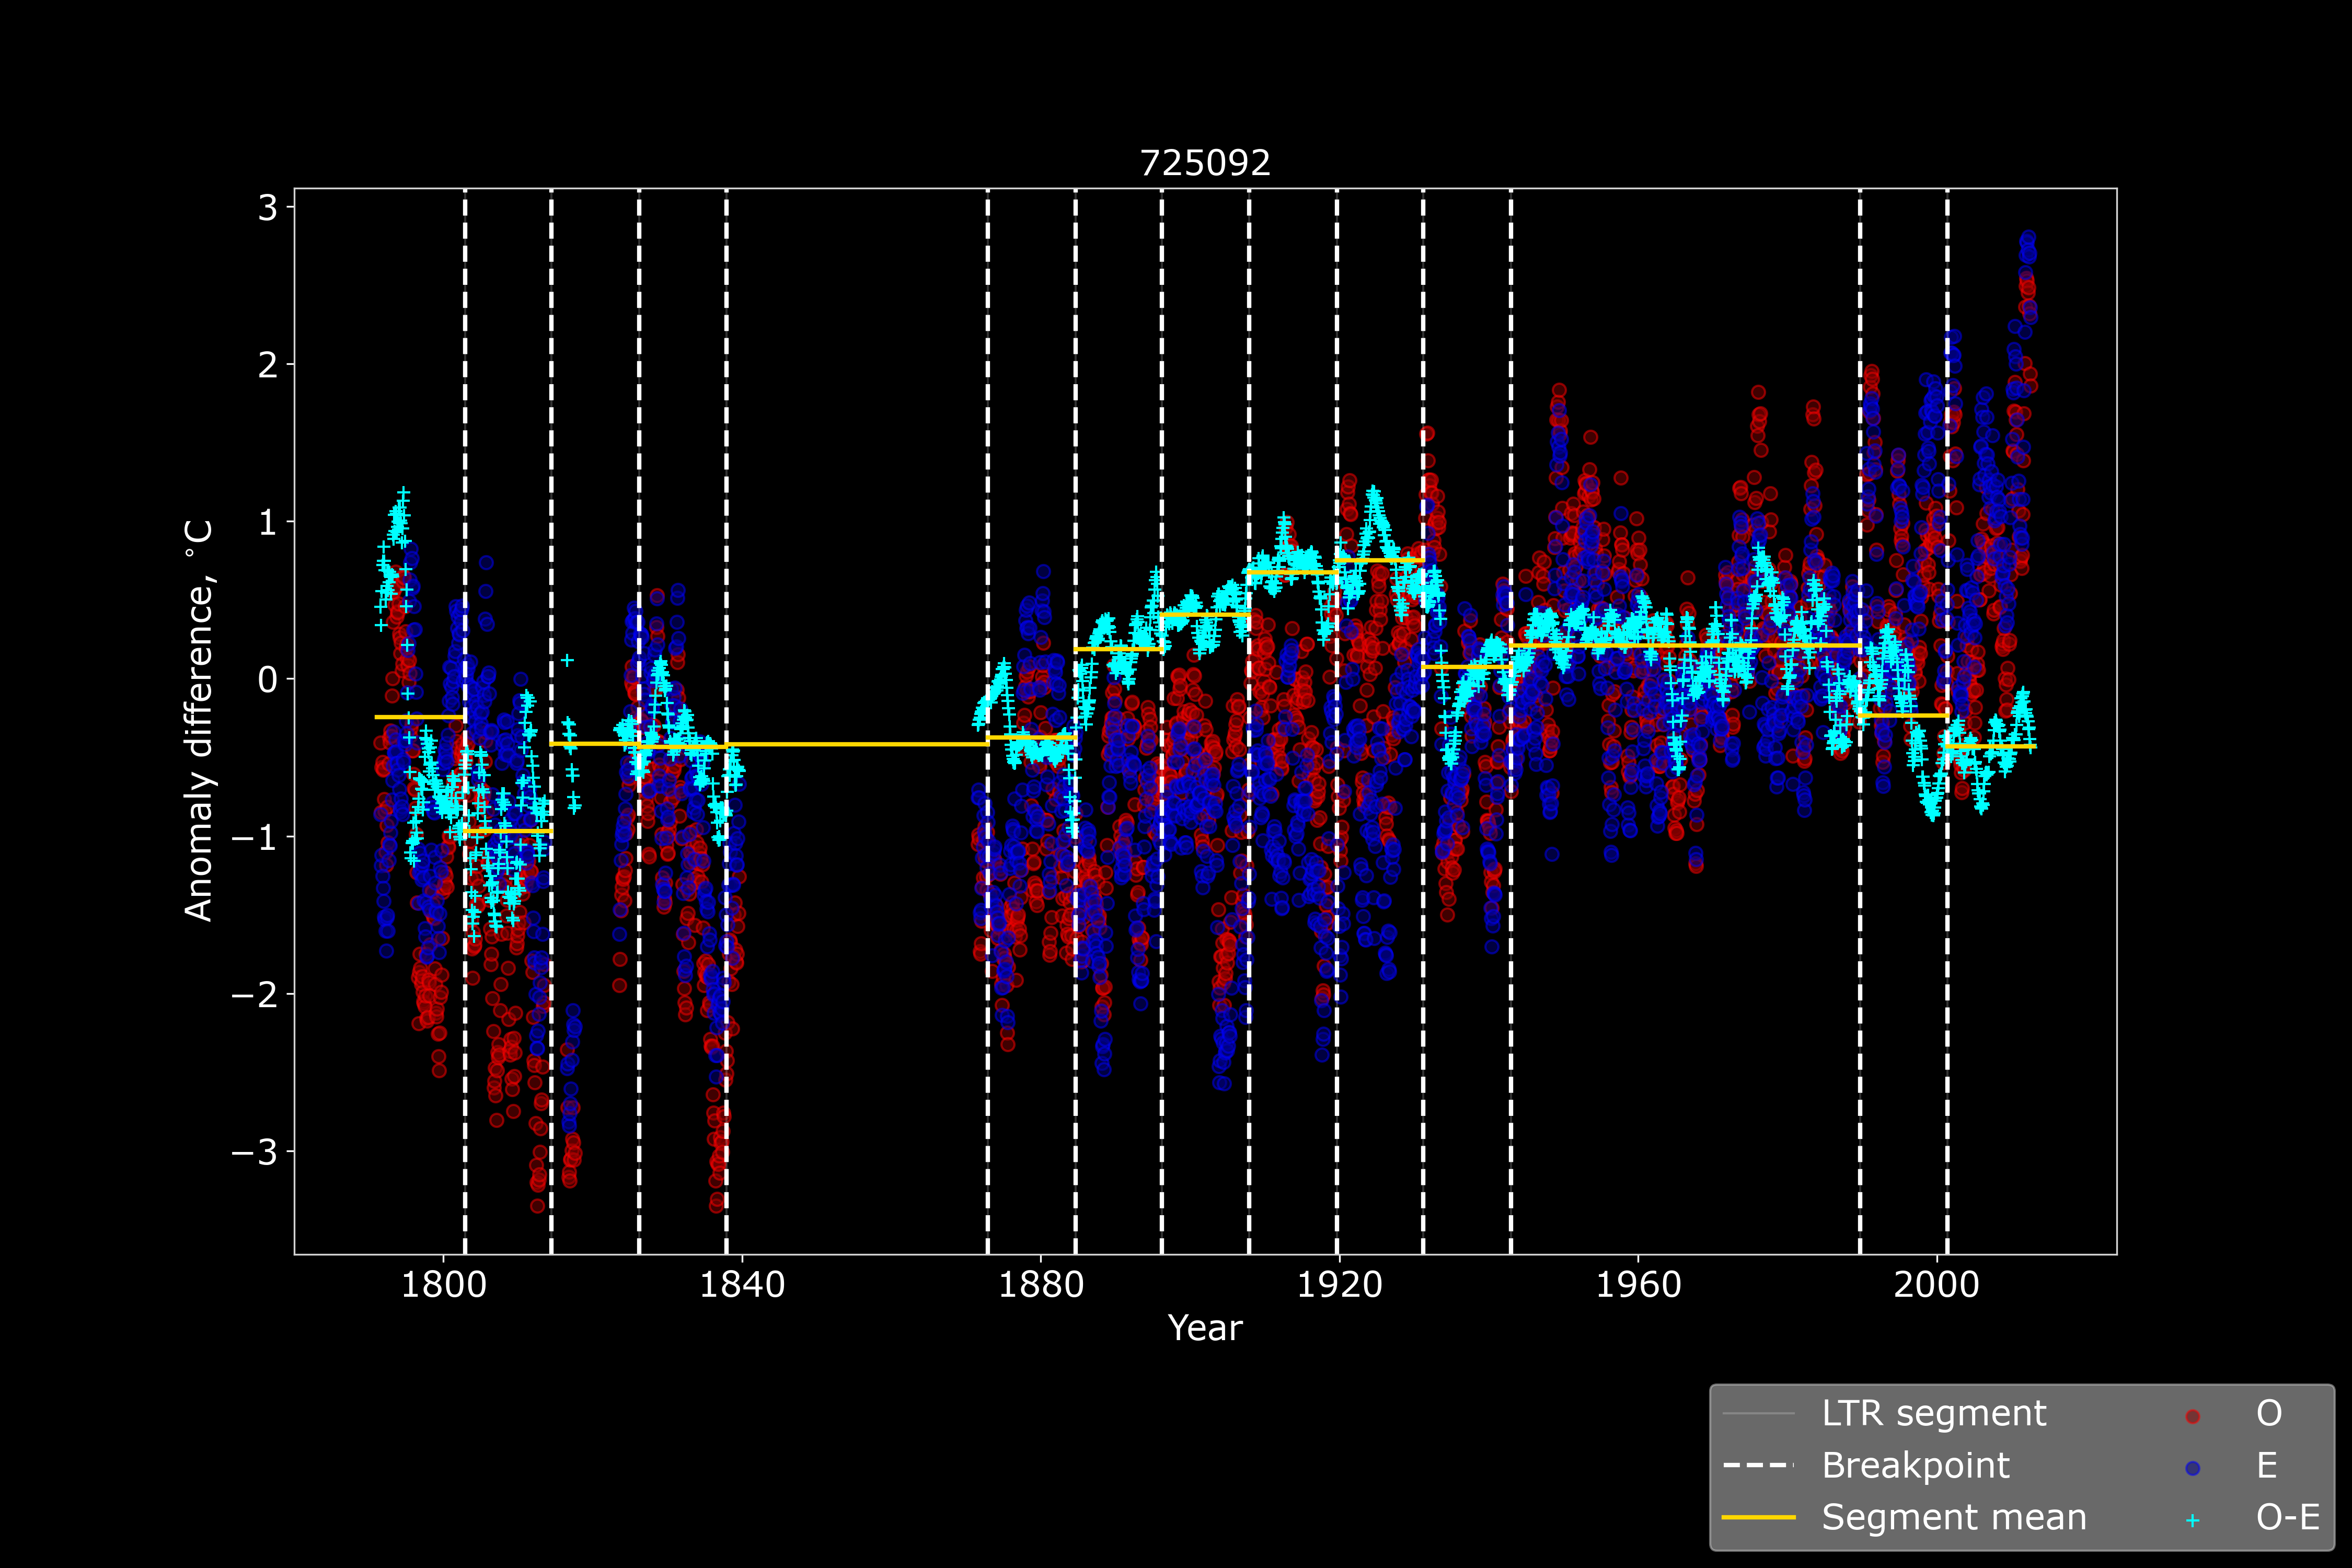 725092
3
2
1
0
−1
−2
−3
Anomaly difference, °C
1800 1840 1880 1920 1960 2000
Year
LTR segment O
Breakpoint E
Segment mean O-E